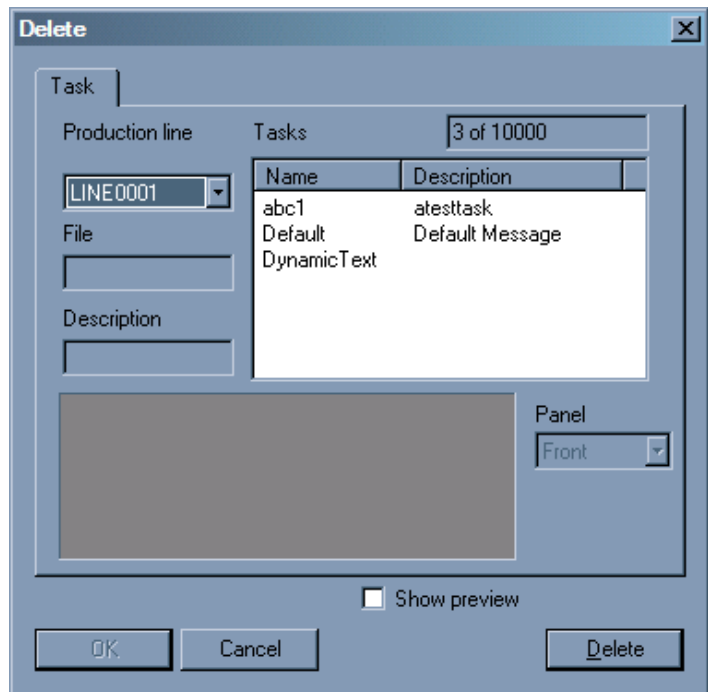 Delete
Task
Production line
Tasks
3 of 10000
LINE0001
Name Description
abc1 atesttask
Default Default Message
DynamicText
File
Description
Panel
Front
Show preview
OK Cancel Delete